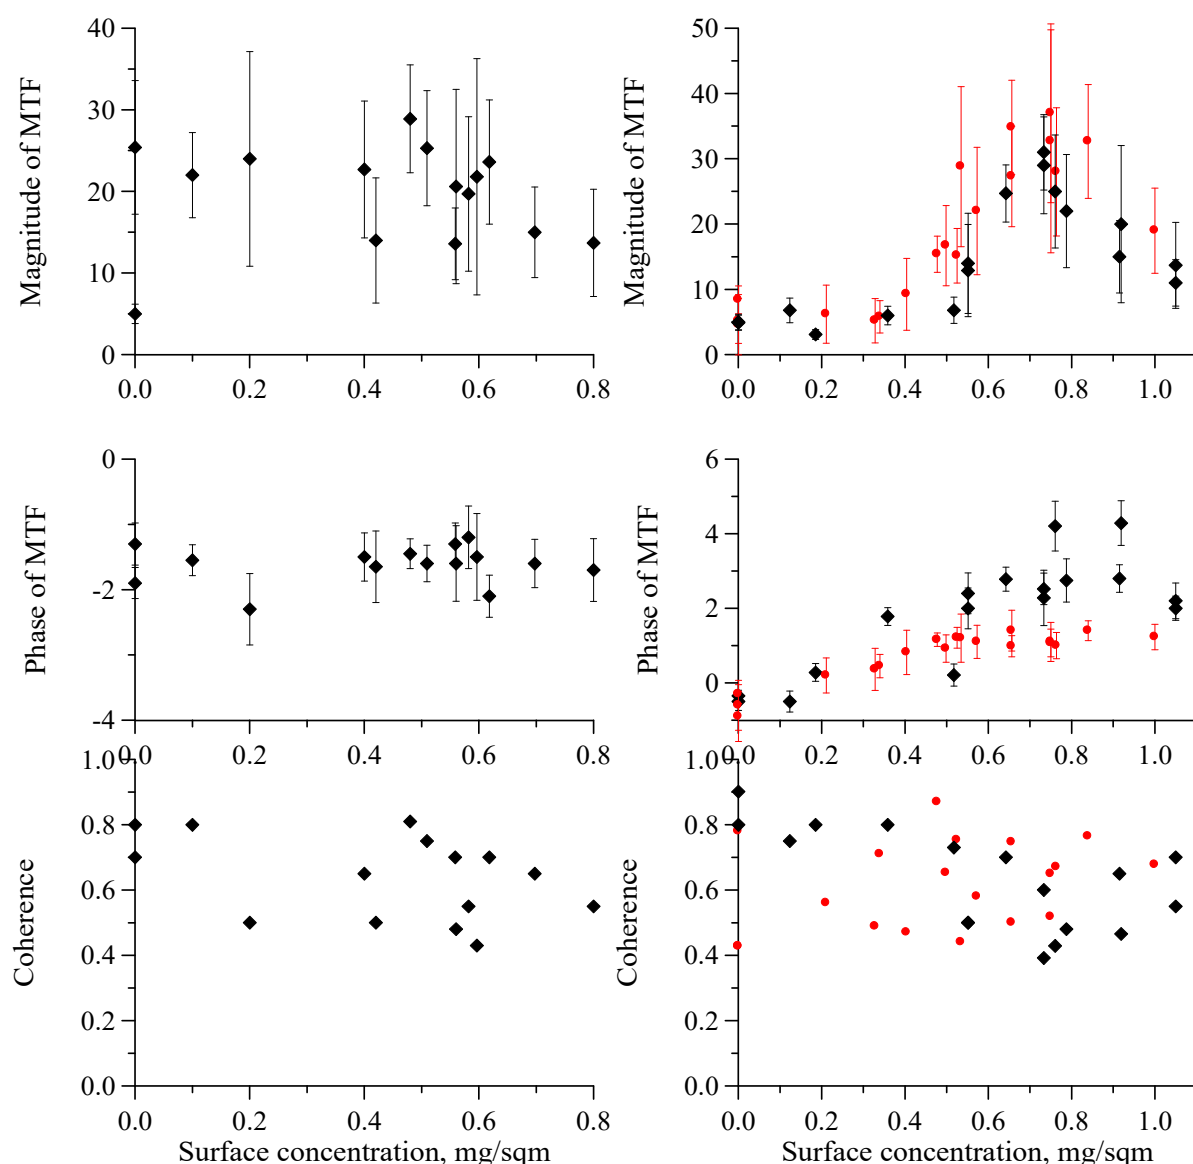 40
30
20
10
0
Magnitude of MTF
0.0 0.2 0.4 0.6 0.8
50
40
30
20
10
0
Magnitude of MTF
0.0 0.2 0.4 0.6 0.8 1.0
0
-2
-4
Phase of MTF
0.0 0.2 0.4 0.6 0.8
6
4
2
0
Phase of MTF
0.0 0.2 0.4 0.6 0.8 1.0
1.0
0.8
0.6
0.4
0.2
0.0
Coherence
0.0 0.2 0.4 0.6 0.8
Surface concentration, mg/sqm
1.0
0.8
0.6
0.4
0.2
0.0
Coherence
0.0 0.2 0.4 0.6 0.8 1.0
Surface concentration, mg/sqm